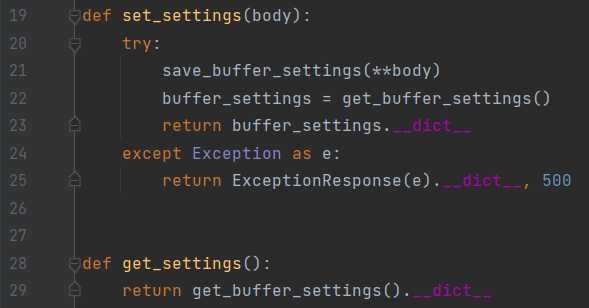 19 def set_settings(body):
20     try:
21         save_buffer_settings(**body)
22         buffer_settings = get_buffer_settings()
23         return buffer_settings.__dict__
24     except Exception as e:
25         return ExceptionResponse(e).__dict__, 500
26
27
28 def get_settings():
29     return get_buffer_settings().__dict__